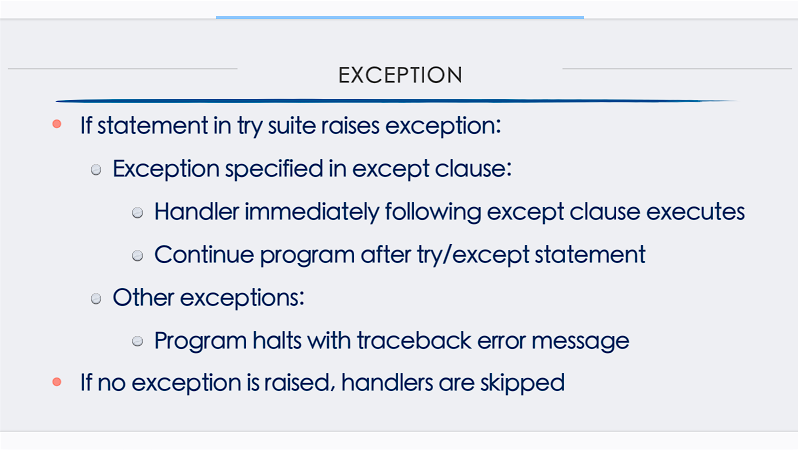 EXCEPTION
If statement in try suite raises exception:
Exception specified in except clause:
Handler immediately following except clause executes
Continue program after try/except statement
Other exceptions:
Program halts with traceback error message
If no exception is raised, handlers are skipped